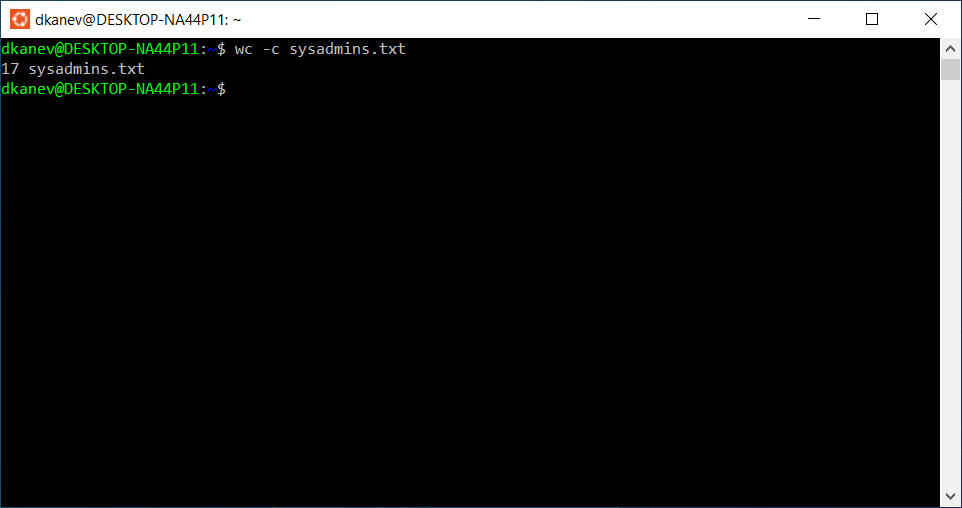 dkanev@DESKTOP-NA44P11: ~
dkanev@DESKTOP-NA44P11:~$ wc -c sysadmins.txt
17 sysadmins.txt
dkanev@DESKTOP-NA44P11:~$